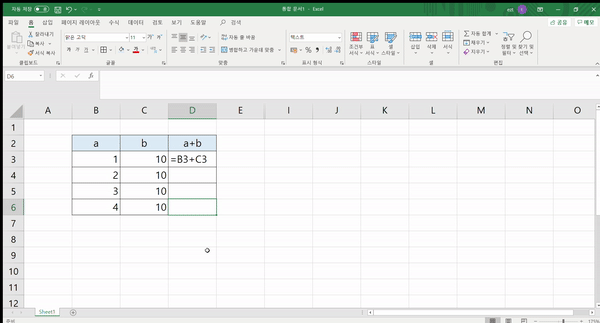 자동 저장 통합 문서1 - Excel
파일 홈 삽입 페이지 레이아웃 수식 데이터 검토 보기 도움말 검색 공유 메모
잘라내기
복사
서식 복사
맑은 고딕 11
자동 줄 바꿈
병합하고 가운데 맞춤
텍스트
조건부 서식 표 서식 셀 스타일
삽입 삭제 서식
자동 합계
채우기
지우기
정렬 및 필터 찾기 및 선택
클립보드 글꼴 맞춤 표시 형식 스타일 셀 편집
D6
A B C D E F G H I J K L M N O
1
2 a b a+b
3 1 10 =B3+C3
4 2 10
5 3 10
6 4 10
7
8
9
10
11
12
Sheet1
준비 175%